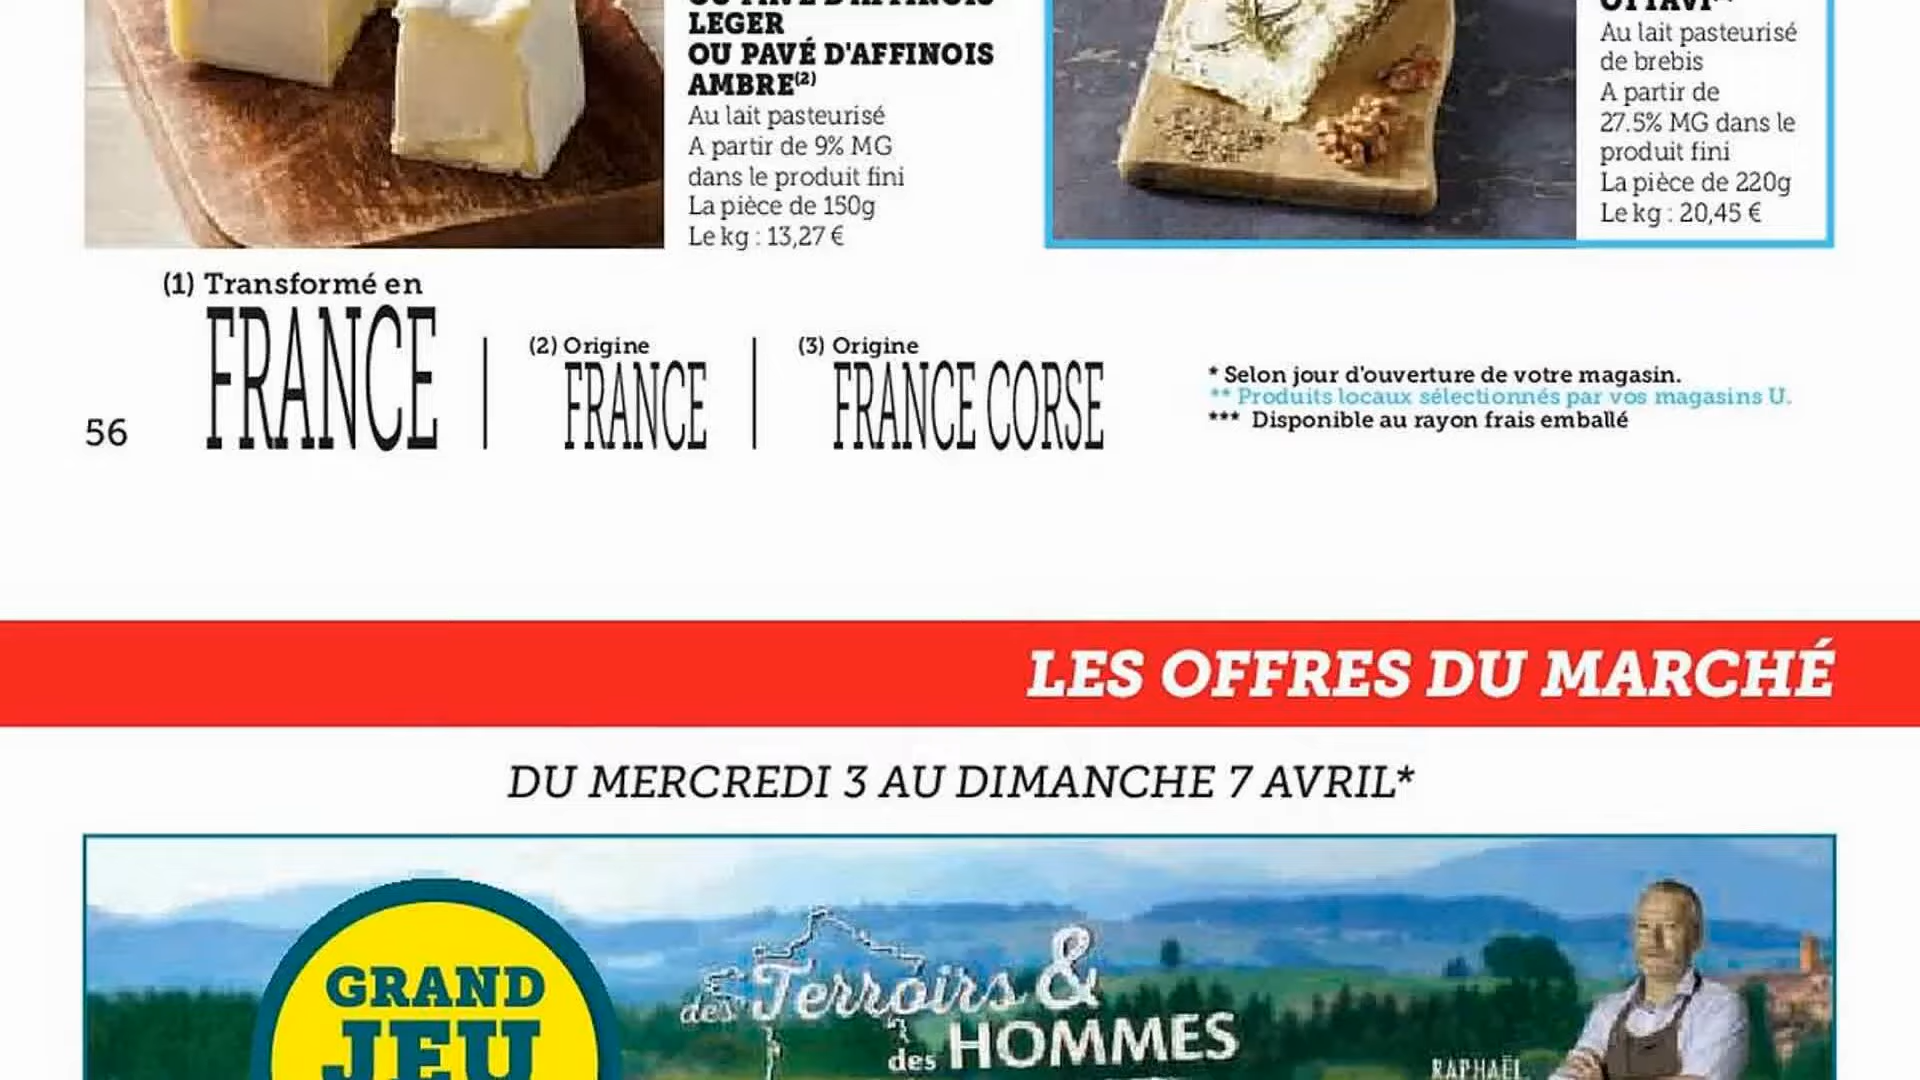 OU PAVÉ D'AFFINOIS
LEGER
OU PAVÉ D'AFFINOIS
AMBRE(2)
Au lait pasteurisé
A partir de 9% MG
dans le produit fini
La pièce de 150g
Le kg : 13,27 €
OTTAVI**
Au lait pasteurisé
de brebis
A partir de
27.5% MG dans le
produit fini
La pièce de 220g
Le kg : 20,45 €
(1) Transformé en
FRANCE
(2) Origine
FRANCE
(3) Origine
FRANCE CORSE
* Selon jour d'ouverture de votre magasin.
** Produits locaux sélectionnés par vos magasins U.
*** Disponible au rayon frais emballé
56
LES OFFRES DU MARCHÉ
DU MERCREDI 3 AU DIMANCHE 7 AVRIL*
GRAND
JEU
des Terroirs &
des HOMMES
RAPHAËL